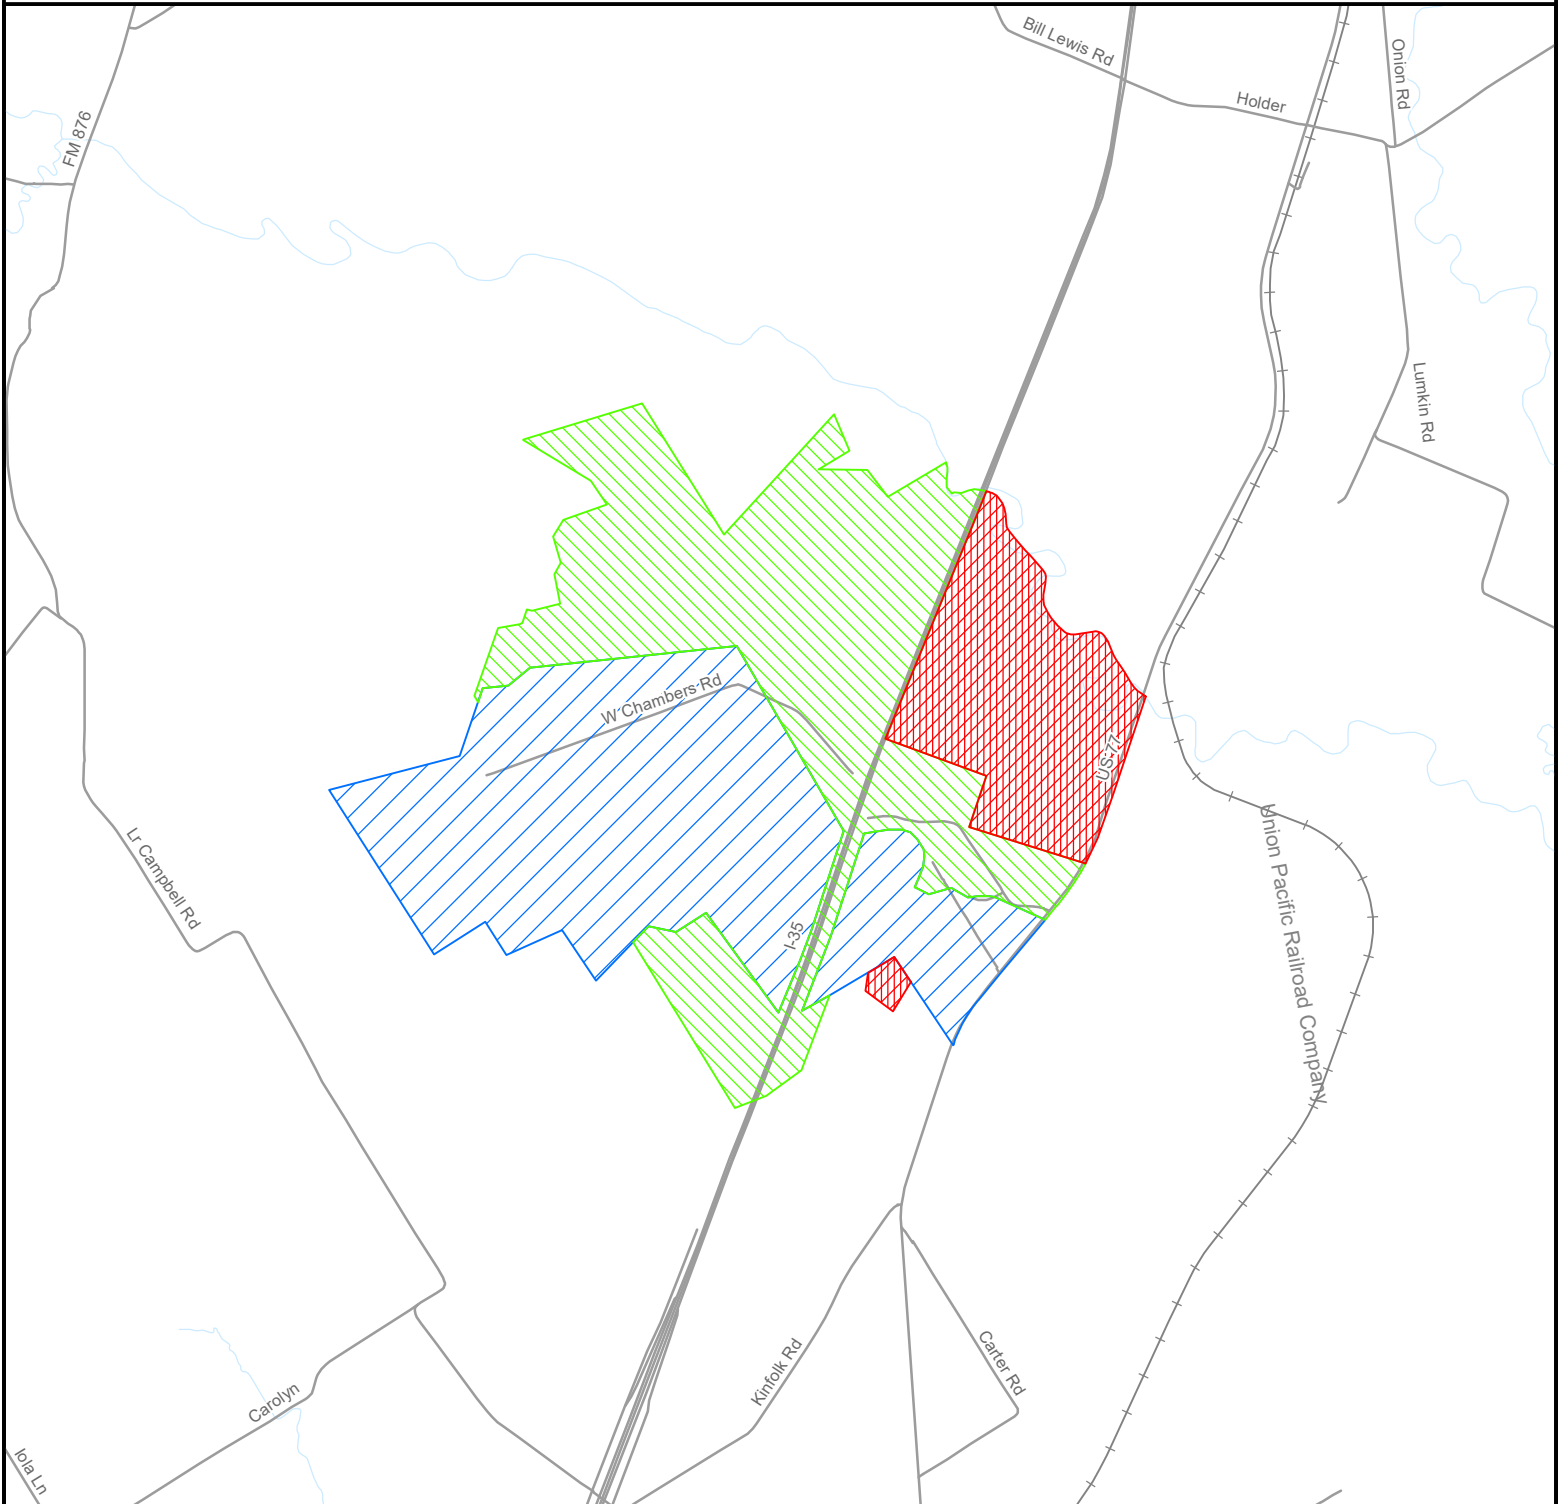 Bill Lewis Rd
Onion Rd
Holder
FM 876
Lumkin Rd
W Chambers Rd
US-77
Union Pacific Railroad Company
Lr Campbell Rd
I-35
Kinfolk Rd
Carter Rd
Carolyn
Iola Ln